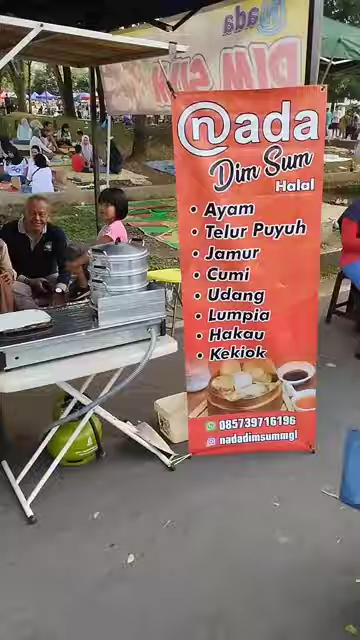 Nada
DIM SUM
@nada
Dim Sum
Halal
• Ayam
• Telur Puyuh
• Jamur
• Cumi
• Udang
• Lumpia
• Hakau
• Kekiok
085739716196
nadadimsummgl